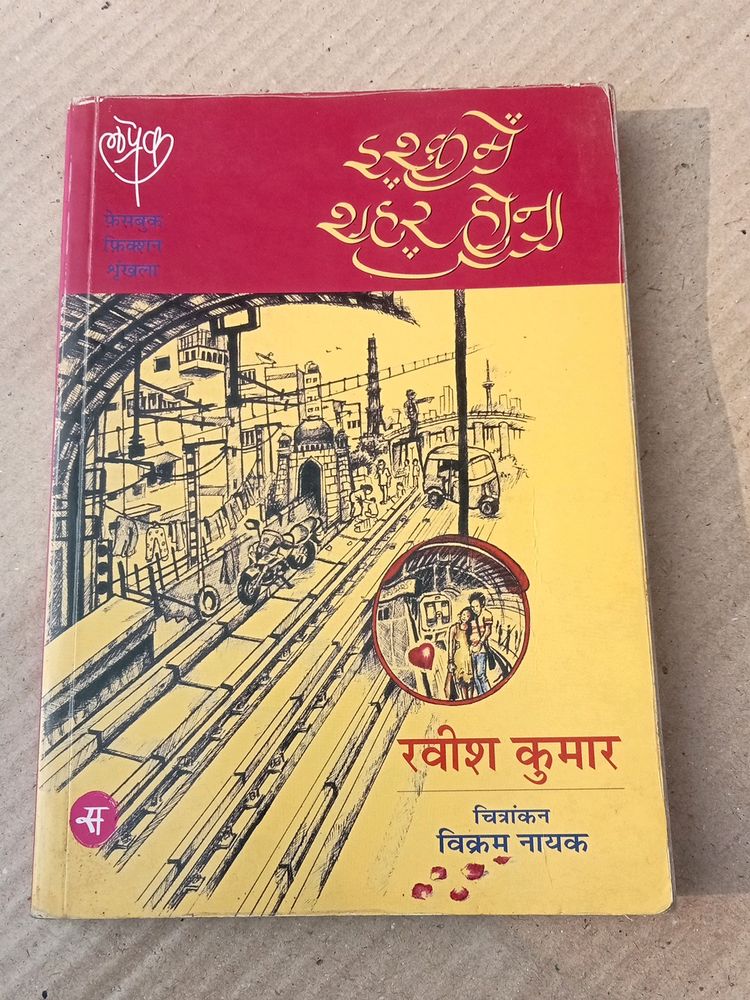 लप्रेक
फ़ेसबुक
फ़िक्शन
शृंखला
इश्क़ में
शहर होना
रवीश कुमार
चित्रांकन
विक्रम नायक
स